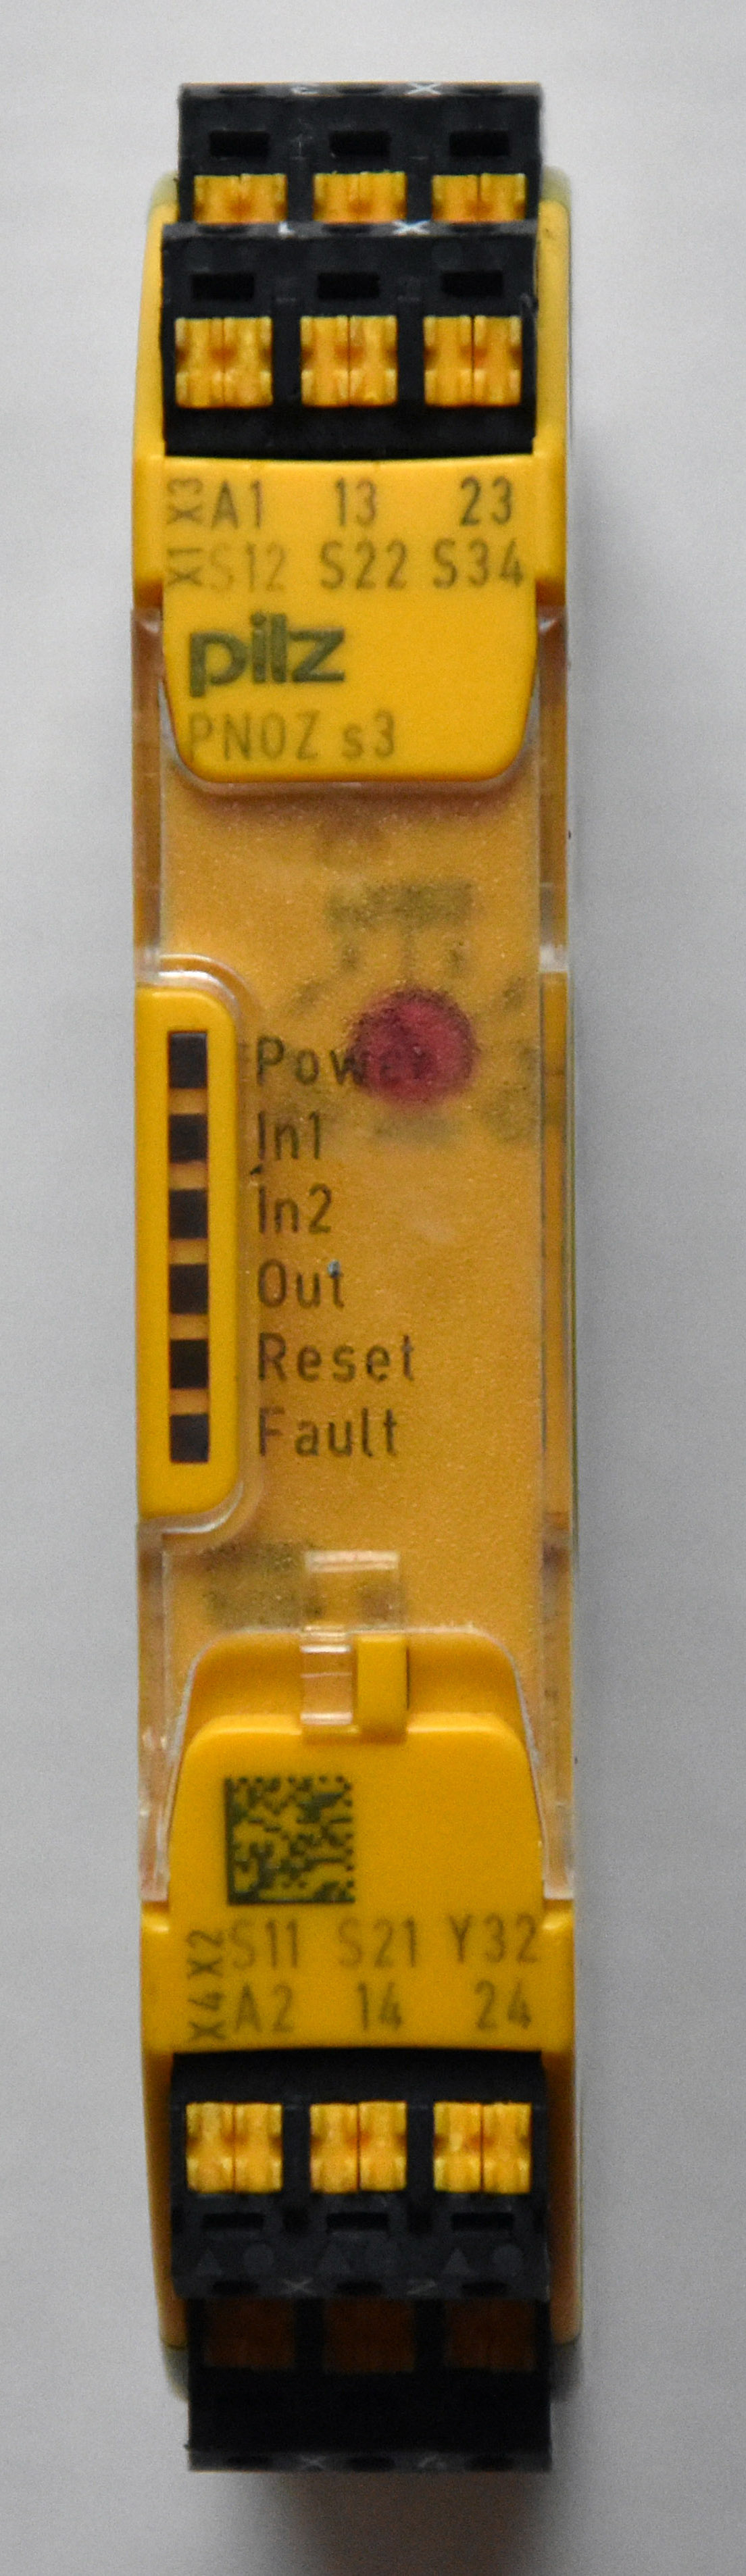 X3 A1 13 23
X1 S12 S22 S34
pilz
PNOZ s3
Power
In1
In2
Out
Reset
Fault
X2 S11 S21 Y32
X4 A2 14 24